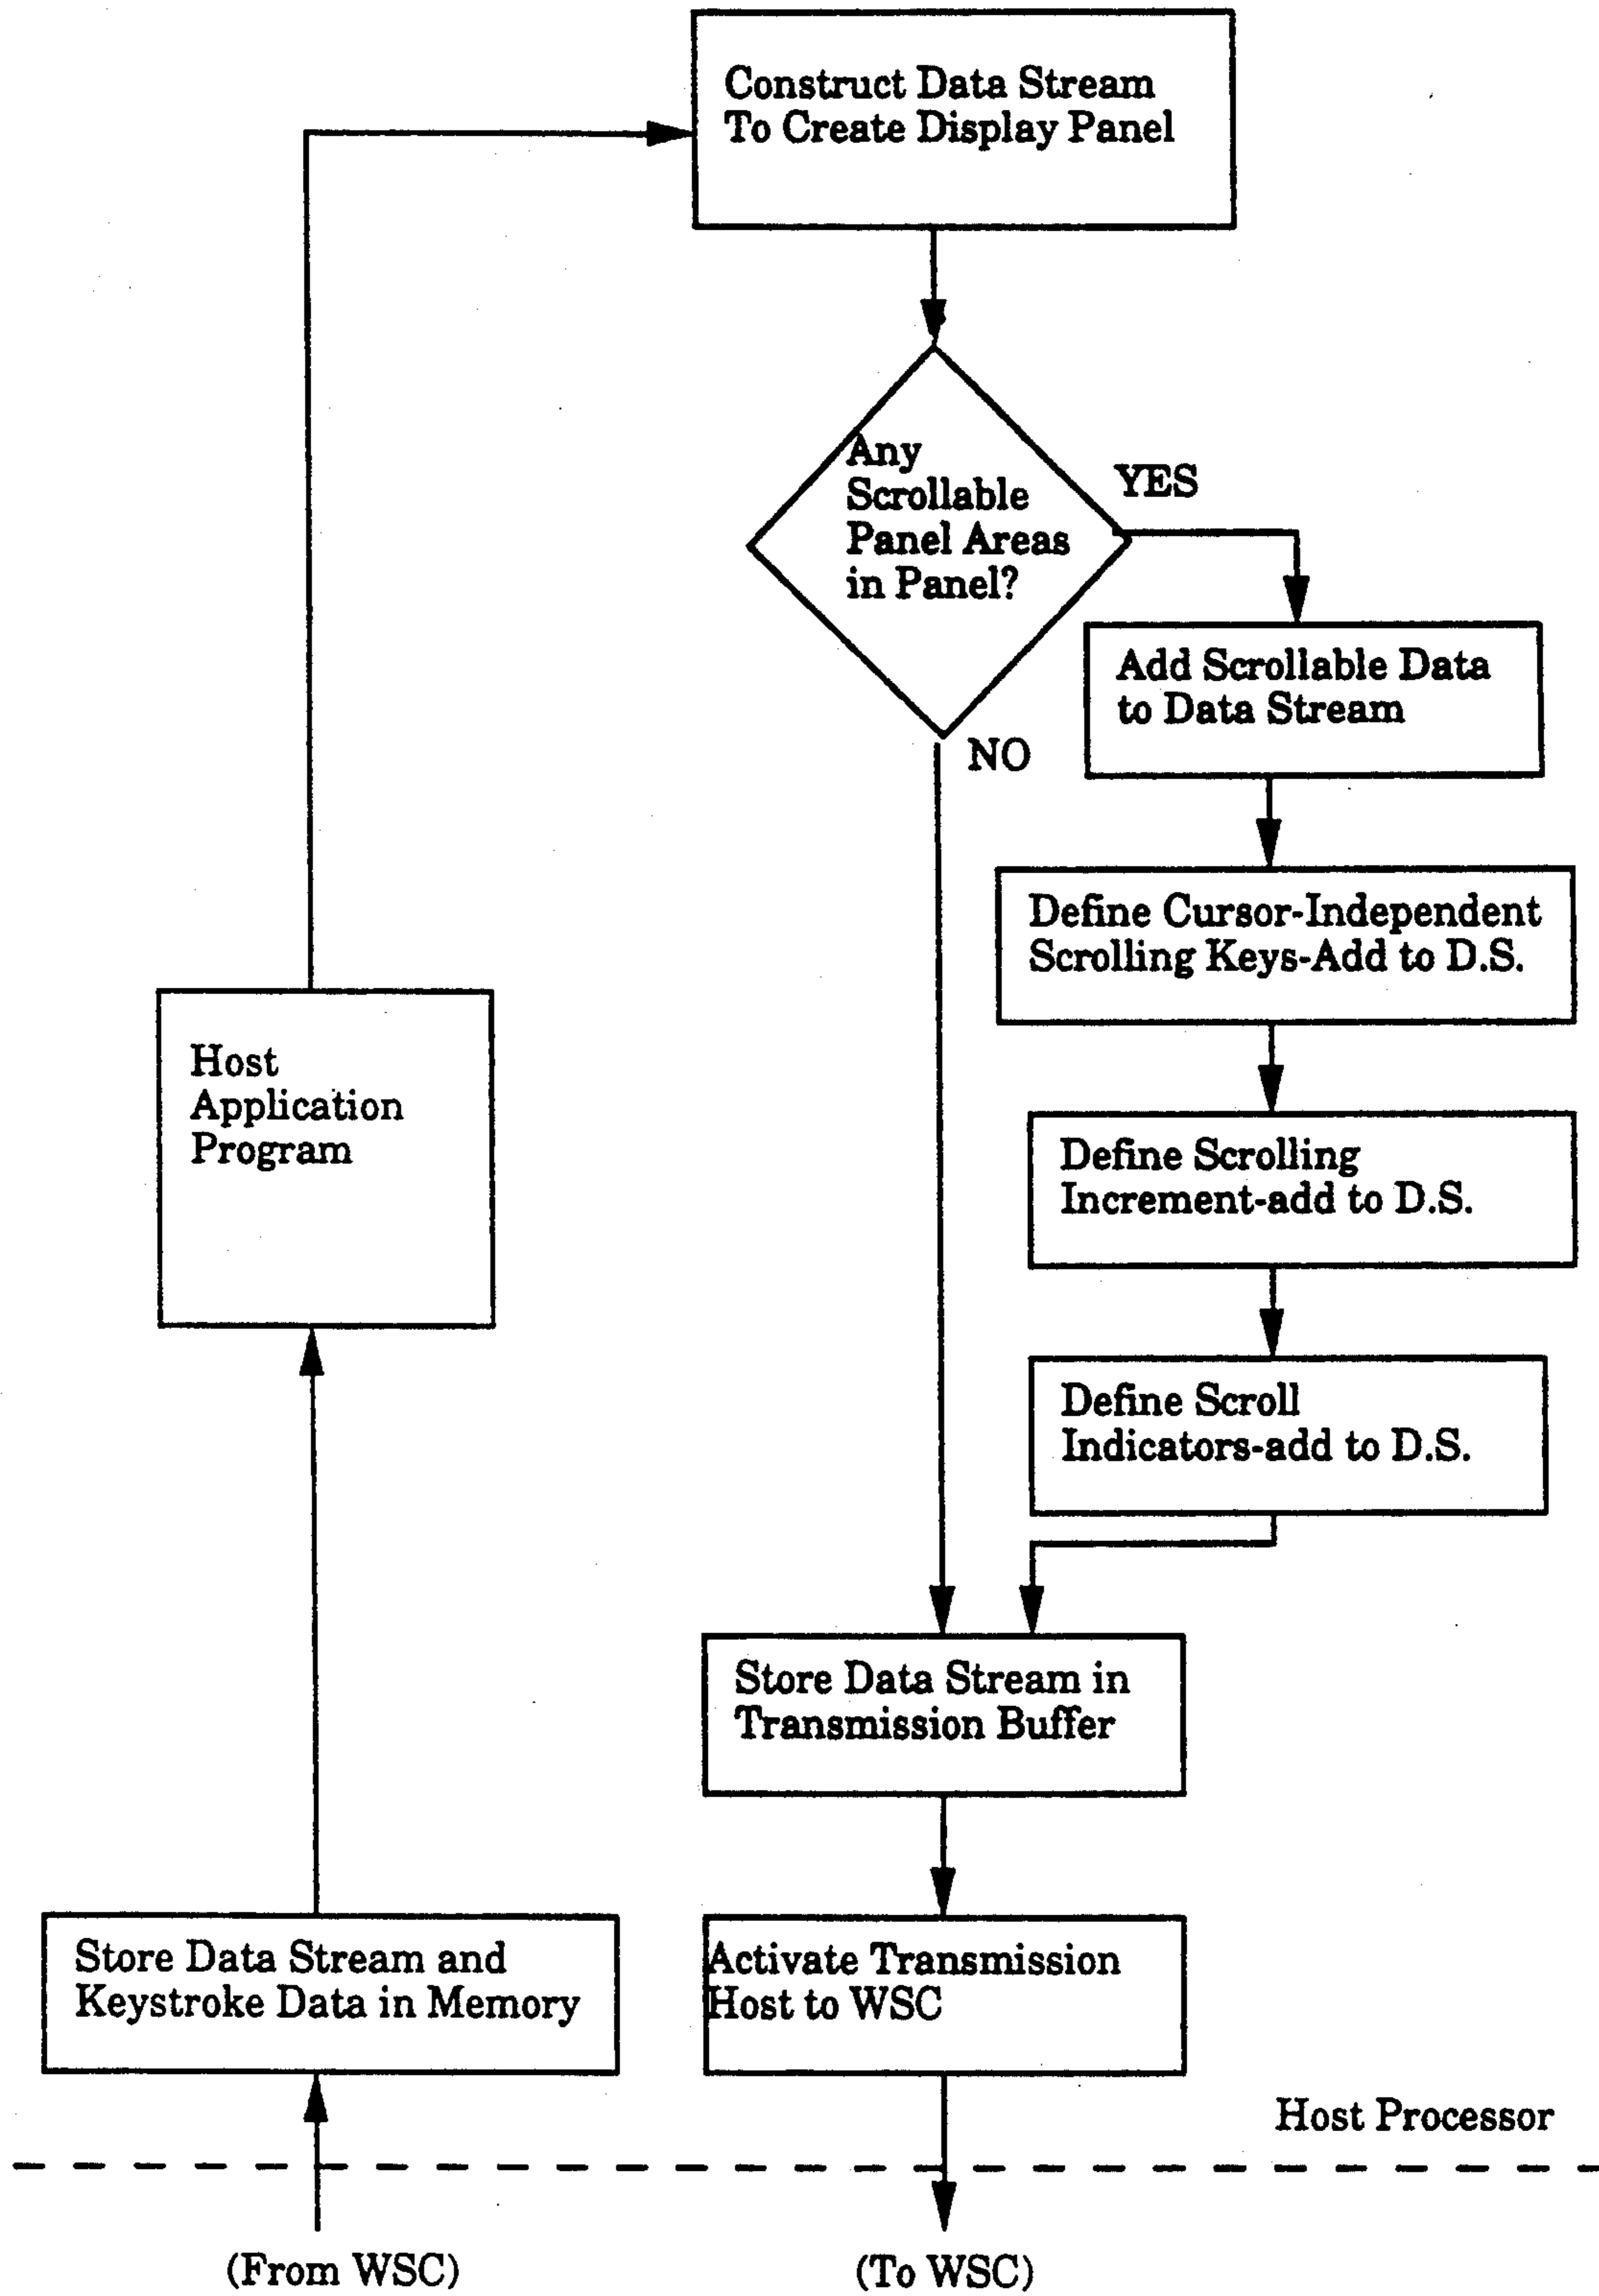 Construct Data Stream
To Create Display Panel
Any
Scrollable
Panel Areas
in Panel?
YES
NO
Add Scrollable Data
to Data Stream
Define Cursor-Independent
Scrolling Keys-Add to D.S.
Define Scrolling
Increment-add to D.S.
Define Scroll
Indicators-add to D.S.
Host
Application
Program
Store Data Stream in
Transmission Buffer
Store Data Stream and
Keystroke Data in Memory
Activate Transmission
Host to WSC
Host Processor
(From WSC)
(To WSC)